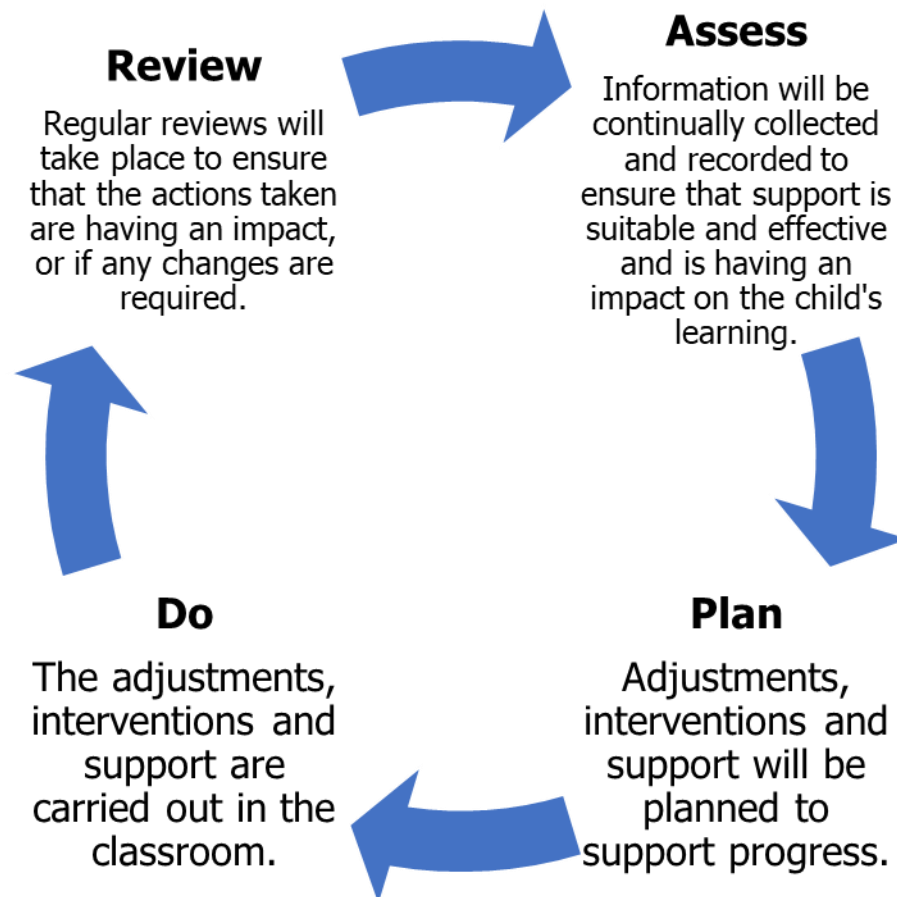 Review
Regular reviews will
take place to ensure
that the actions taken
are having an impact,
or if any changes are
required.
Assess
Information will be
continually collected
and recorded to
ensure that support is
suitable and effective
and is having an
impact on the child's
learning.
Do
The adjustments,
interventions and
support are
carried out in the
classroom.
Plan
Adjustments,
interventions and
support will be
planned to
support progress.